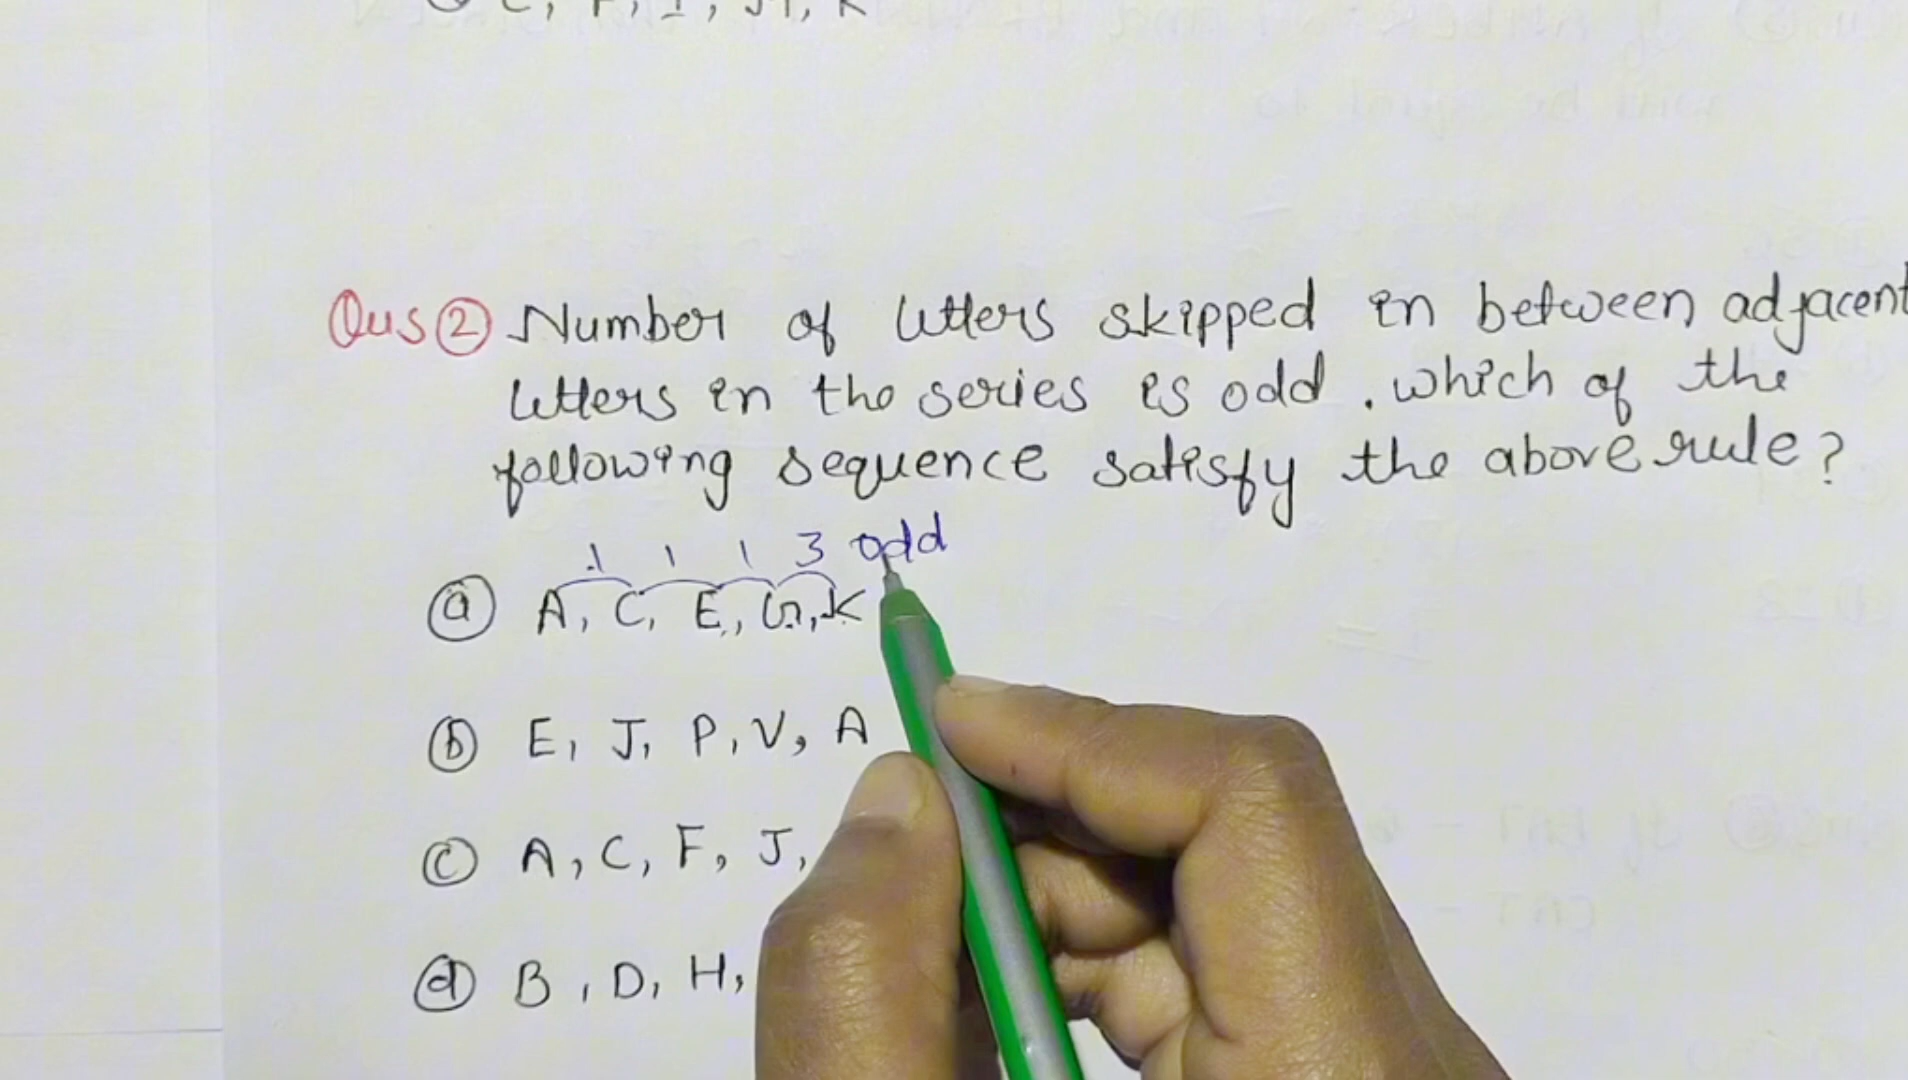 Ques ② Number of letters skipped in between adjacent
letters in the series is odd . which of the
following sequence satisfy the above rule?
1 1 1 3 odd
ⓐ A, C, E, G, K
ⓑ E, J, P, V, A
ⓒ A, C, F, J,
ⓓ B, D, H,